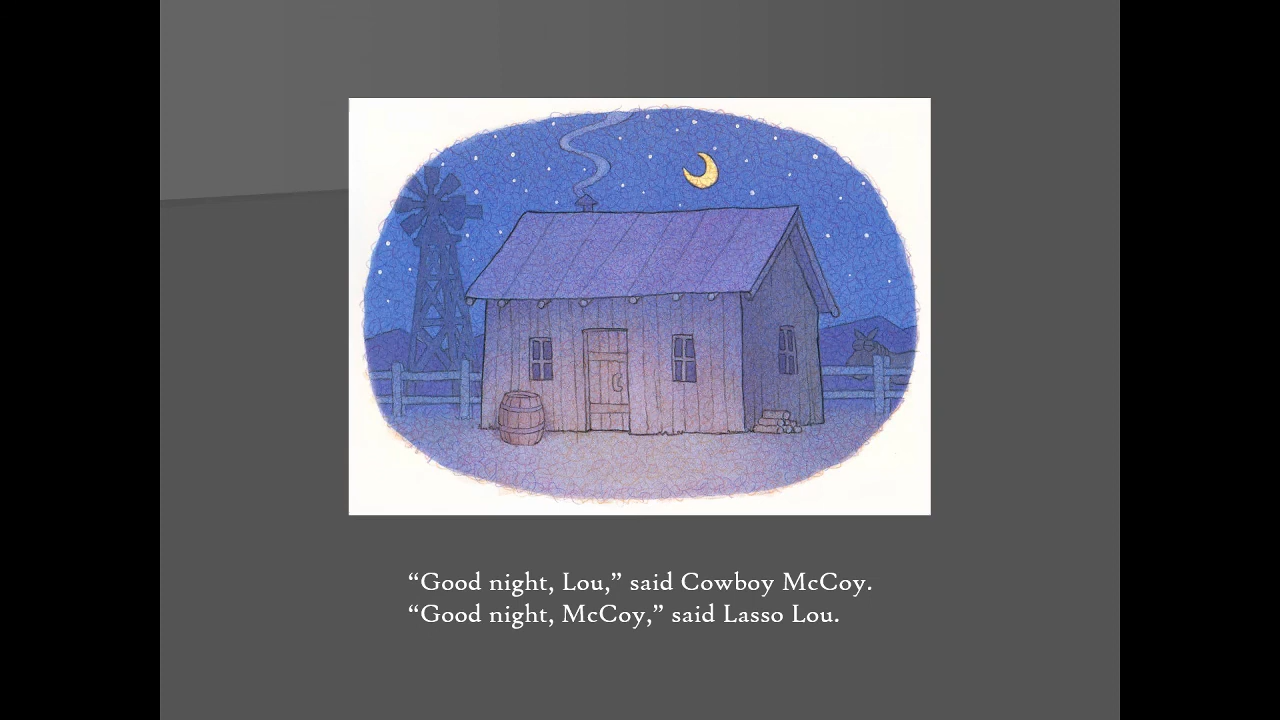 “Good night, Lou,” said Cowboy McCoy.
“Good night, McCoy,” said Lasso Lou.